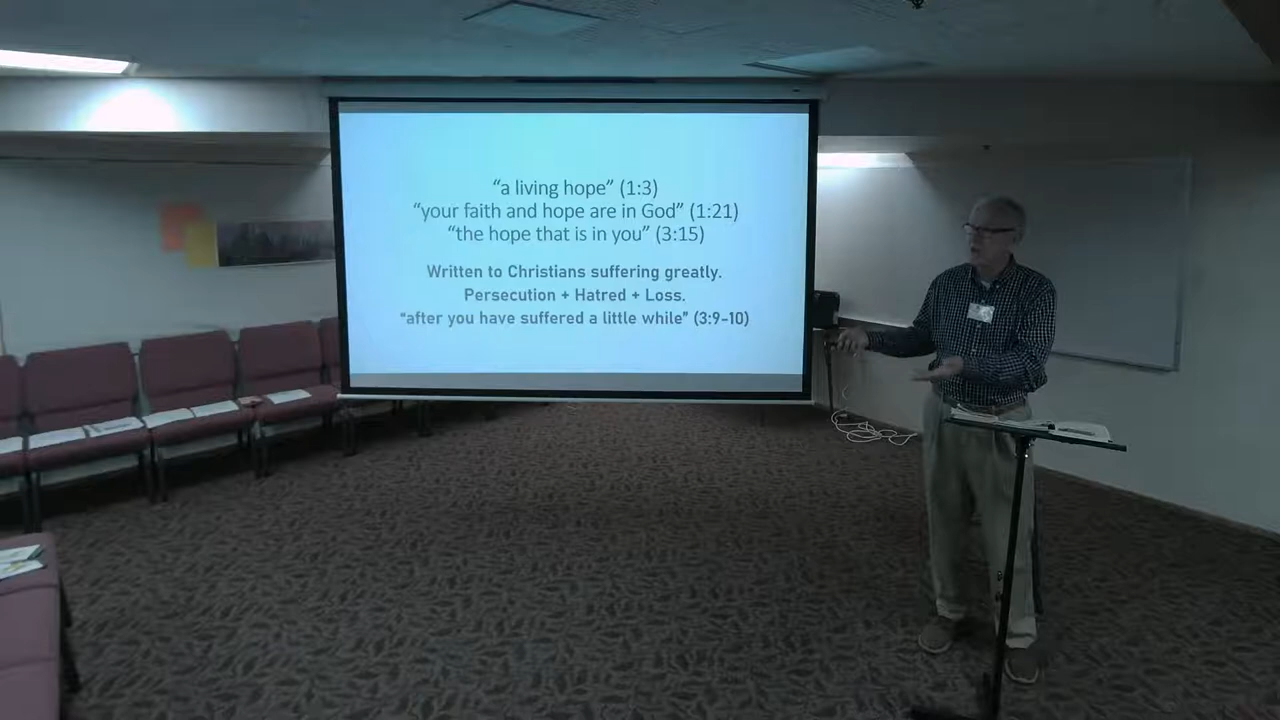 “a living hope” (1:3)
“your faith and hope are in God” (1:21)
“the hope that is in you” (3:15)
Written to Christians suffering greatly.
Persecution + Hatred + Loss.
“after you have suffered a little while” (3:9-10)